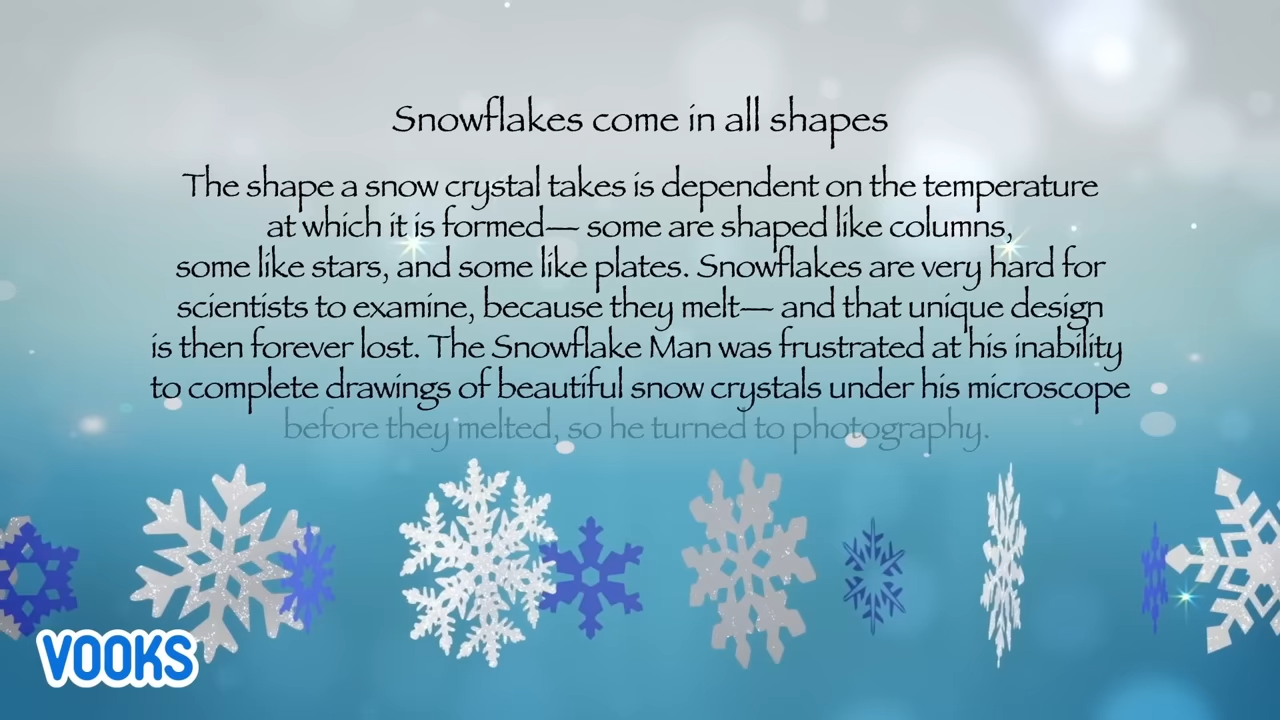 Snowflakes come in all shapes
The shape a snow crystal takes is dependent on the temperature
at which it is formed— some are shaped like columns,
some like stars, and some like plates. Snowflakes are very hard for
scientists to examine, because they melt— and that unique design
is then forever lost. The Snowflake Man was frustrated at his inability
to complete drawings of beautiful snow crystals under his microscope
before they melted, so he turned to photography.
VOOKS